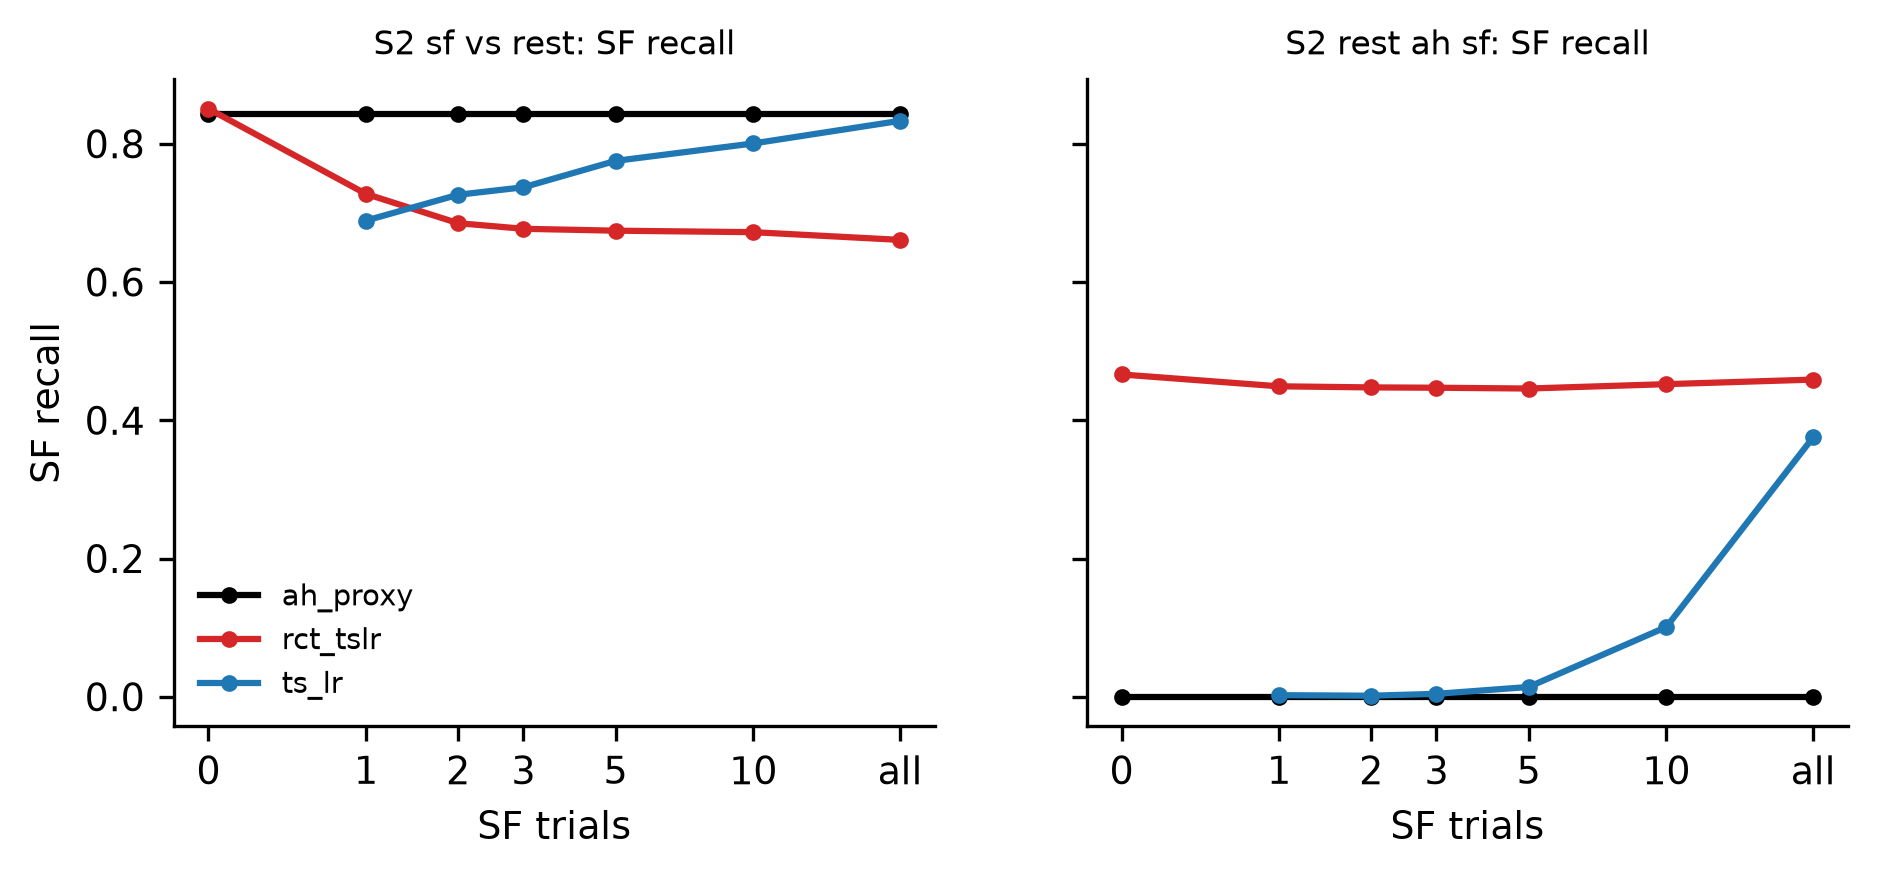 S2 sf vs rest: SF recall
SF recall
0.8
0.6
0.4
0.2
0.0
ah_proxy
rct_tslr
ts_lr
0 1 2 3 5 10 all
SF trials
S2 rest ah sf: SF recall
0 1 2 3 5 10 all
SF trials